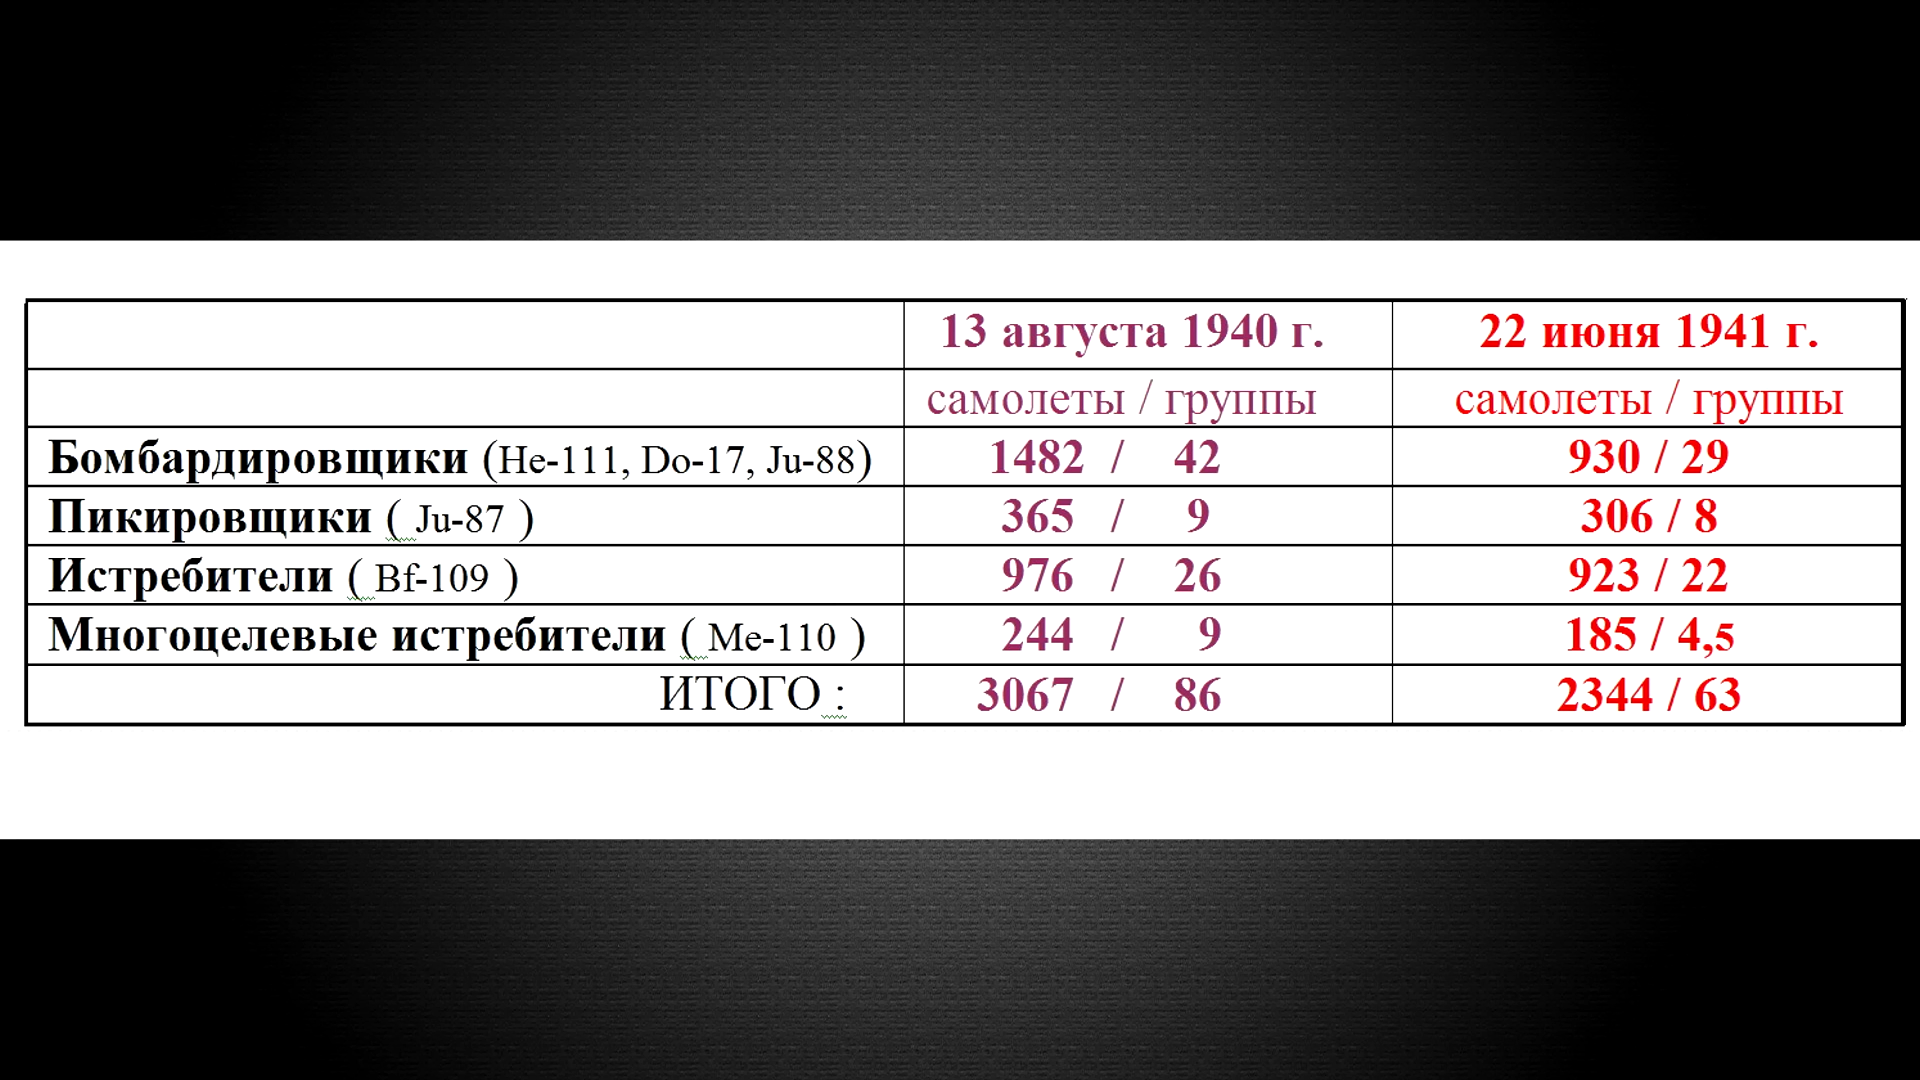 13 августа 1940 г. 22 июня 1941 г.
самолеты / группы самолеты / группы
Бомбардировщики (He-111, Do-17, Ju-88) 1482 / 42 930 / 29
Пикировщики ( Ju-87 ) 365 / 9 306 / 8
Истребители ( Bf-109 ) 976 / 26 923 / 22
Многоцелевые истребители ( Me-110 ) 244 / 9 185 / 4,5
ИТОГО : 3067 / 86 2344 / 63